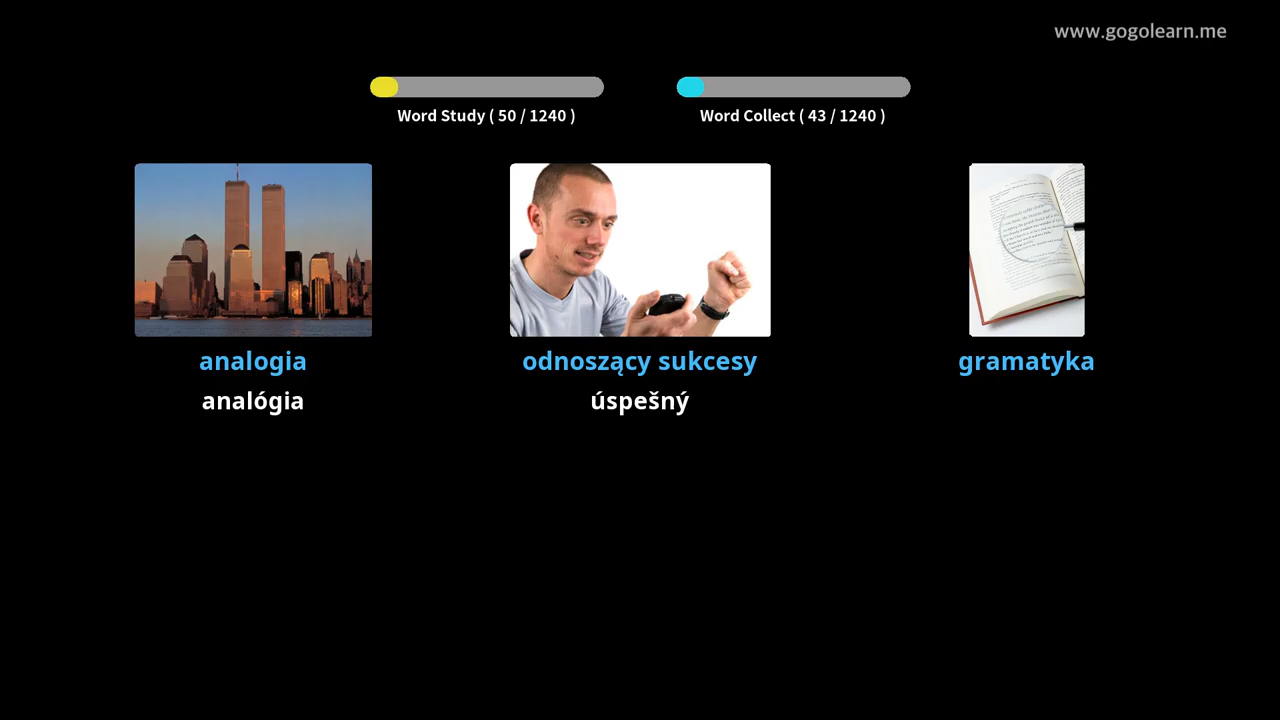 www.gogolearn.me
Word Study ( 50 / 1240 )
Word Collect ( 43 / 1240 )
analogia
odnoszący sukcesy
gramatyka
analógia
úspešný